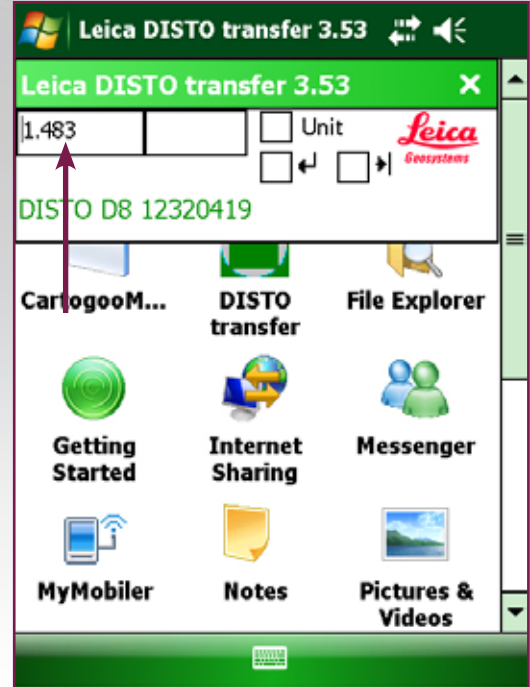 Leica DISTO transfer 3.53
Leica DISTO transfer 3.53
1.483
Unit
Leica
Geosystems
DISTO D8 12320419
CartogooM...
DISTO
transfer
File Explorer
Getting
Started
Internet
Sharing
Messenger
MyMobiler
Notes
Pictures &
Videos